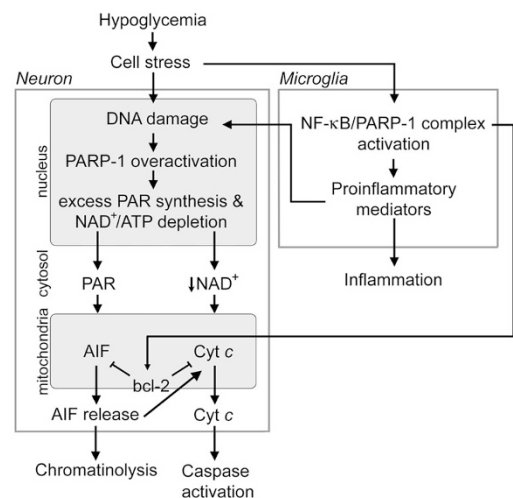 Hypoglycemia
Cell stress
Neuron
Microglia
nucleus
DNA damage
PARP-1 overactivation
excess PAR synthesis &
NAD⁺/ATP depletion
NF-κB/PARP-1 complex
activation
Proinflammatory
mediators
Inflammation
cytosol
PAR
↓NAD⁺
mitochondria
AIF
Cyt c
bcl-2
AIF release
Cyt c
Chromatinolysis
Caspase
activation